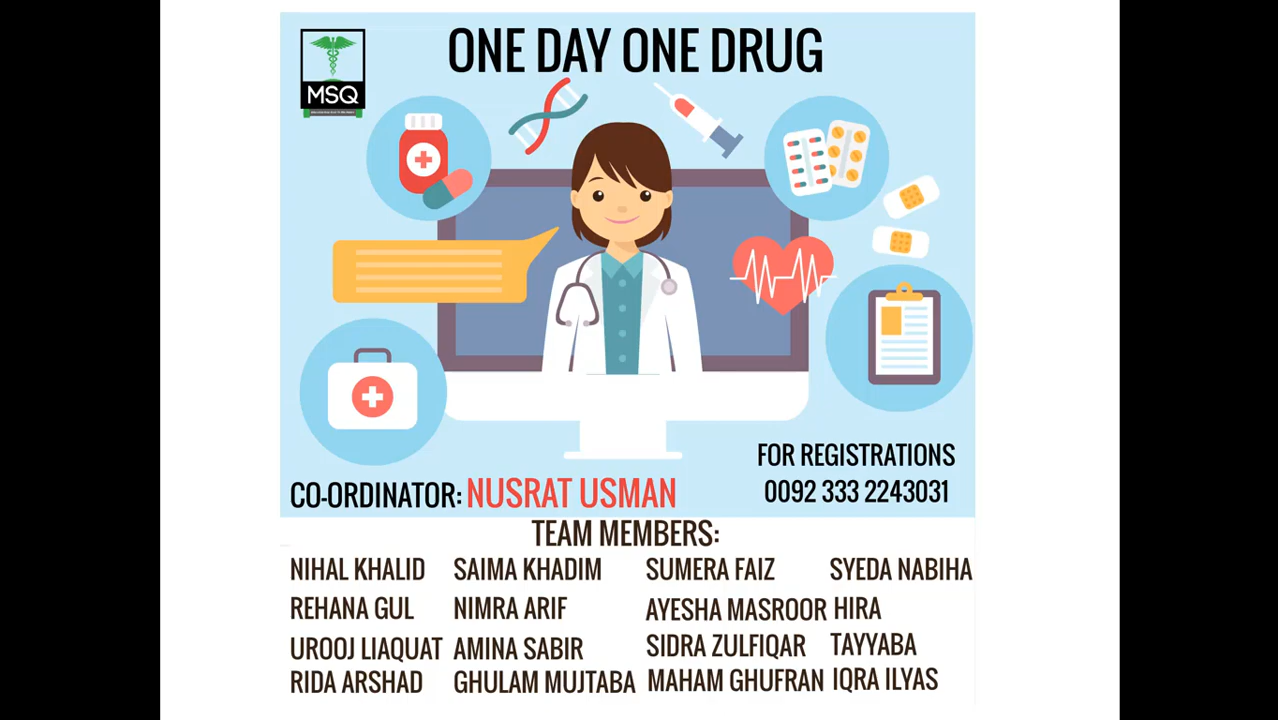 MSQ
ONE DAY ONE DRUG
FOR REGISTRATIONS
0092 333 2243031
CO-ORDINATOR: NUSRAT USMAN
TEAM MEMBERS:
NIHAL KHALID SAIMA KHADIM SUMERA FAIZ SYEDA NABIHA
REHANA GUL NIMRA ARIF AYESHA MASROOR HIRA
UROOJ LIAQUAT AMINA SABIR SIDRA ZULFIQAR TAYYABA
RIDA ARSHAD GHULAM MUJTABA MAHAM GHUFRAN IQRA ILYAS